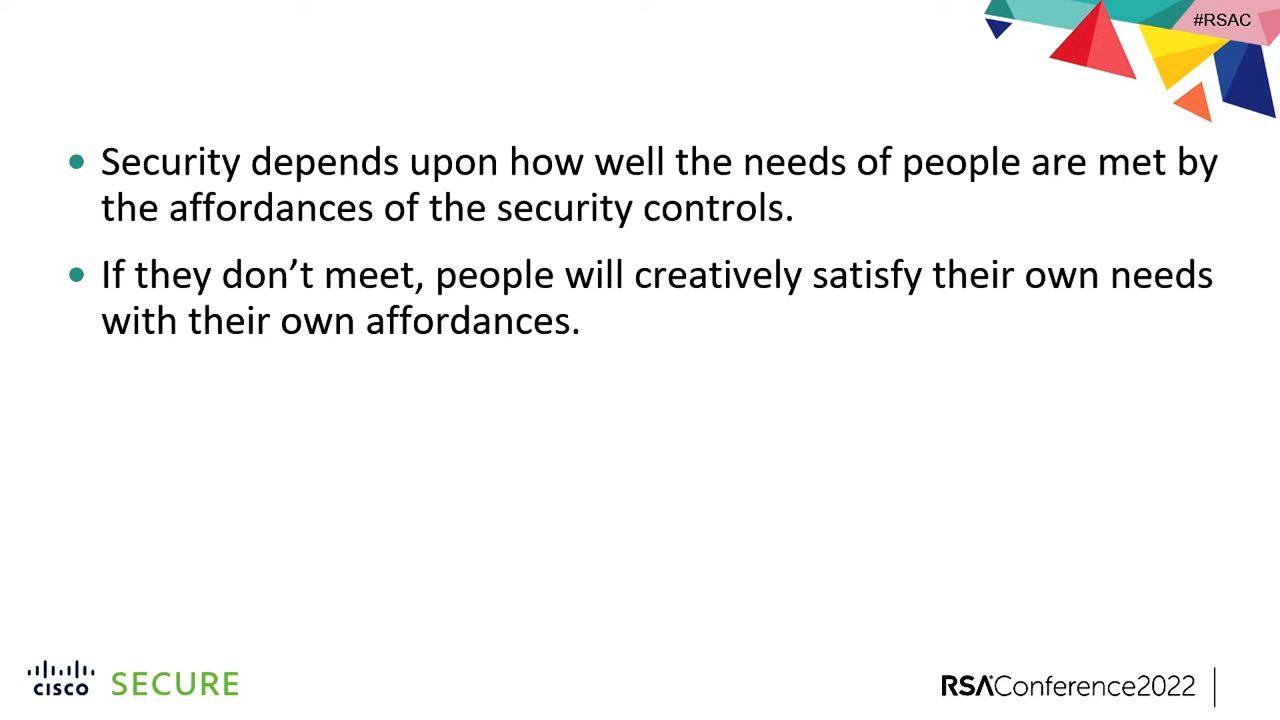 #RSAC
• Security depends upon how well the needs of people are met by
the affordances of the security controls.
• If they don’t meet, people will creatively satisfy their own needs
with their own affordances.
CISCO SECURE
RSAConference2022